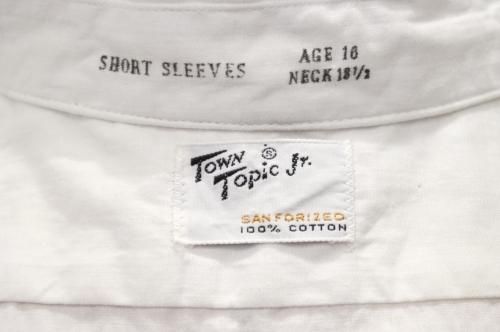 SHORT SLEEVES
AGE 16
NECK 13½
TOWN
Topic Jr.
SANFORIZED
100% COTTON